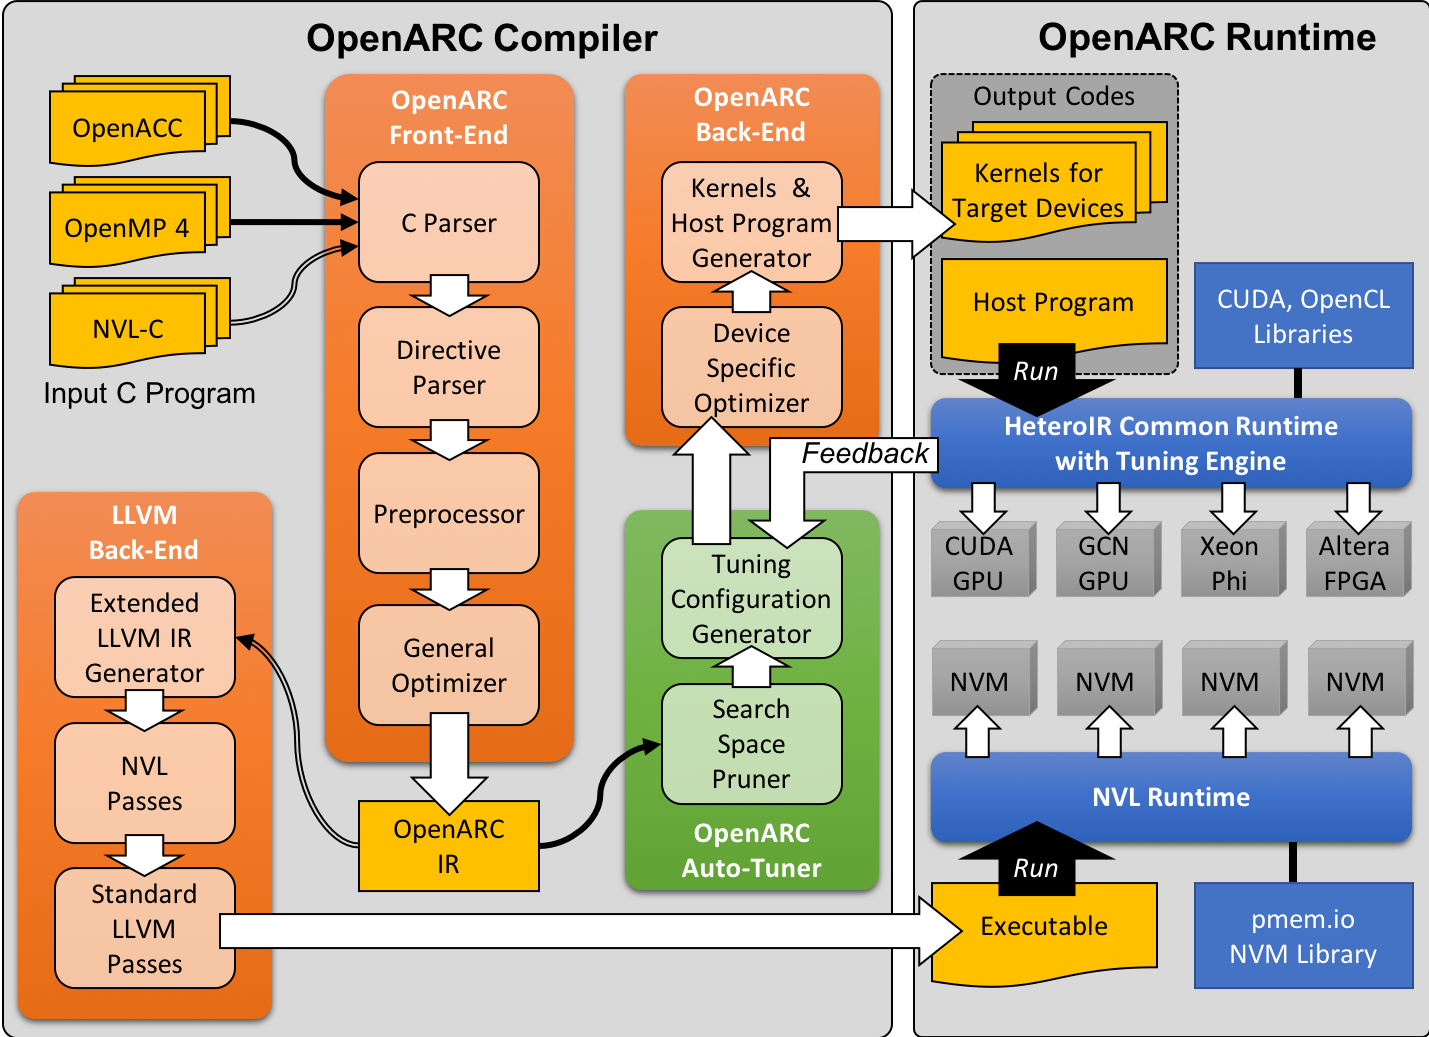 OpenARC Compiler
OpenACC
OpenMP 4
NVL-C
Input C Program
OpenARC
Front-End
C Parser
Directive
Parser
Preprocessor
General
Optimizer
OpenARC
IR
LLVM
Back-End
Extended
LLVM IR
Generator
NVL
Passes
Standard
LLVM
Passes
OpenARC
Back-End
Kernels &
Host Program
Generator
Device
Specific
Optimizer
Feedback
Tuning
Configuration
Generator
Search
Space
Pruner
OpenARC
Auto-Tuner
OpenARC Runtime
Output Codes
Kernels for
Target Devices
Host Program
Run
CUDA, OpenCL
Libraries
HeteroIR Common Runtime
with Tuning Engine
CUDA
GPU
GCN
GPU
Xeon
Phi
Altera
FPGA
NVM
NVM
NVM
NVM
NVL Runtime
Run
Executable
pmem.io
NVM Library